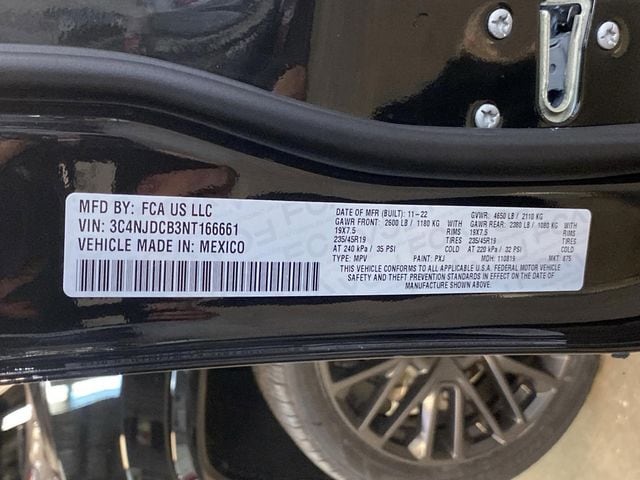 MFD BY: FCA US LLC
VIN: 3C4NJDCB3NT166661
VEHICLE MADE IN: MEXICO
DATE OF MFR (BUILT): 11-22 GVWR: 4650 LB / 2110 KG
GAWR FRONT: 2600 LB / 1180 KG WITH GAWR REAR: 2380 LB / 1080 KG WITH
19X7.5 RIMS 19X7.5 RIMS
235/45R19 TIRES 235/45R19 TIRES
AT 240 kPa / 35 PSI COLD AT 220 kPa / 32 PSI COLD
TYPE: MPV PAINT: PXJ MDH: 110819 MKT: 875
THIS VEHICLE CONFORMS TO ALL APPLICABLE U.S.A. FEDERAL MOTOR VEHICLE
SAFETY AND THEFT PREVENTION STANDARDS IN EFFECT ON THE DATE OF
MANUFACTURE SHOWN ABOVE.